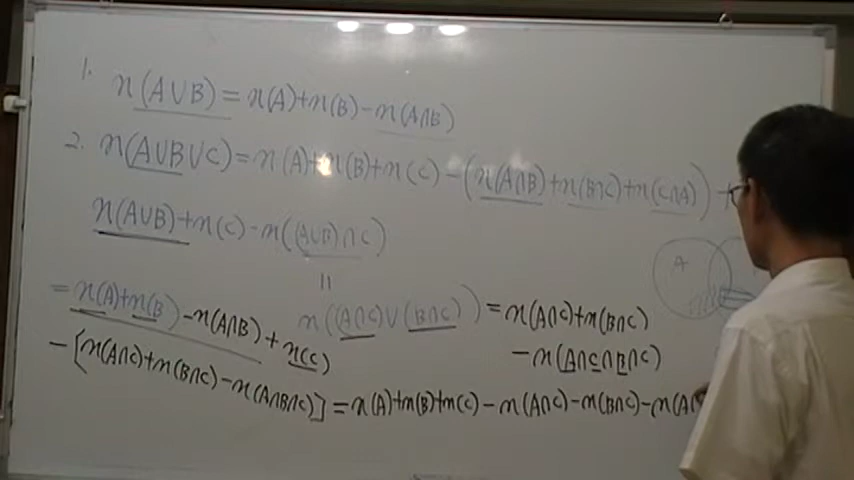 1. n(A∪B) = n(A)+n(B)-n(A∩B)
2. n(A∪B∪C) = n(A)+n(B)+n(C)-(n(A∩B)+n(B∩C)+n(C∩A))+
n(A∪B)+n(C)-n((A∪B)∩C)
=
= n(A)+n(B)-n(A∩B)+n(C)
n((A∩C)∪(B∩C)) = n(A∩C)+n(B∩C)
-n(A∩C∩B∩C)
-[n(A∩C)+n(B∩C)-n(A∩B∩C)] = n(A)+n(B)+n(C)-n(A∩C)-n(B∩C)-n(A∩
A